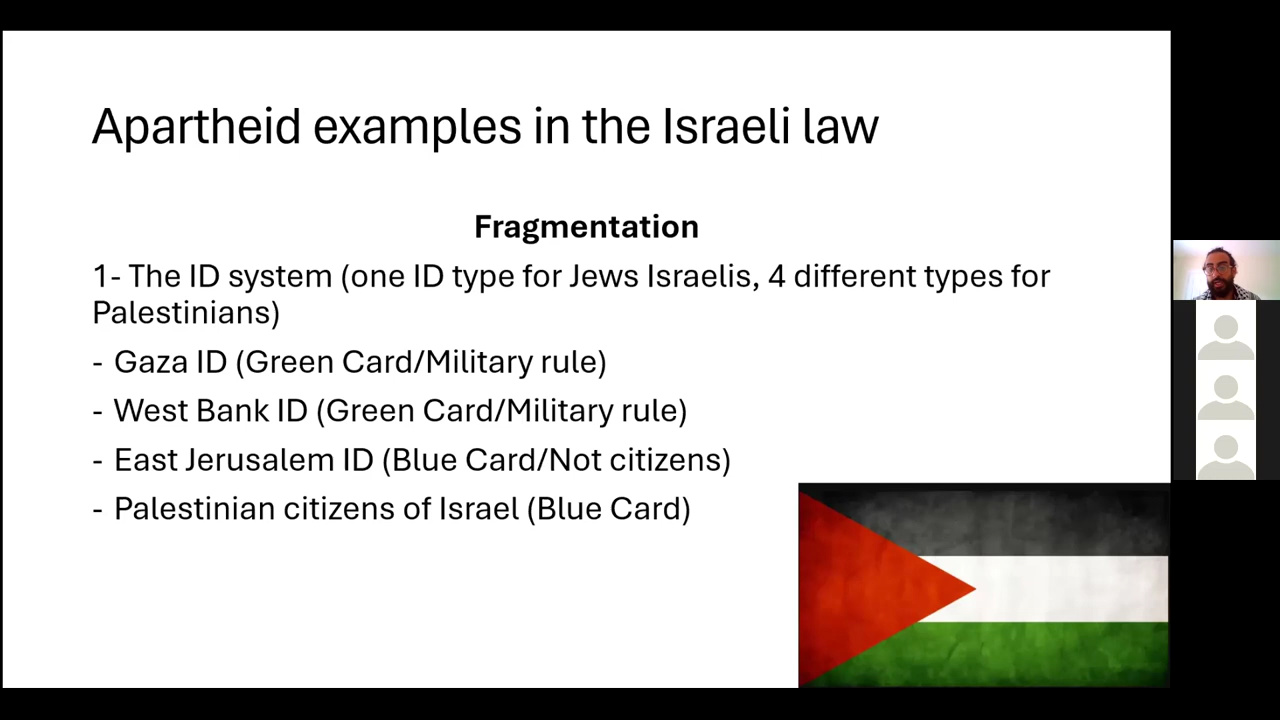 Apartheid examples in the Israeli law
Fragmentation
1- The ID system (one ID type for Jews Israelis, 4 different types for
Palestinians)
- Gaza ID (Green Card/Military rule)
- West Bank ID (Green Card/Military rule)
- East Jerusalem ID (Blue Card/Not citizens)
- Palestinian citizens of Israel (Blue Card)